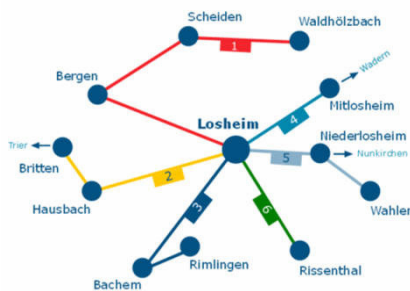 Scheiden
Waldhölzbach
1
Bergen
Wadern
Losheim
4
Mitlosheim
Trier
Niederlosheim
5
Nunkirchen
Britten
2
Hausbach
3
6
Wahlen
Rimlingen
Rissenthal
Bachem